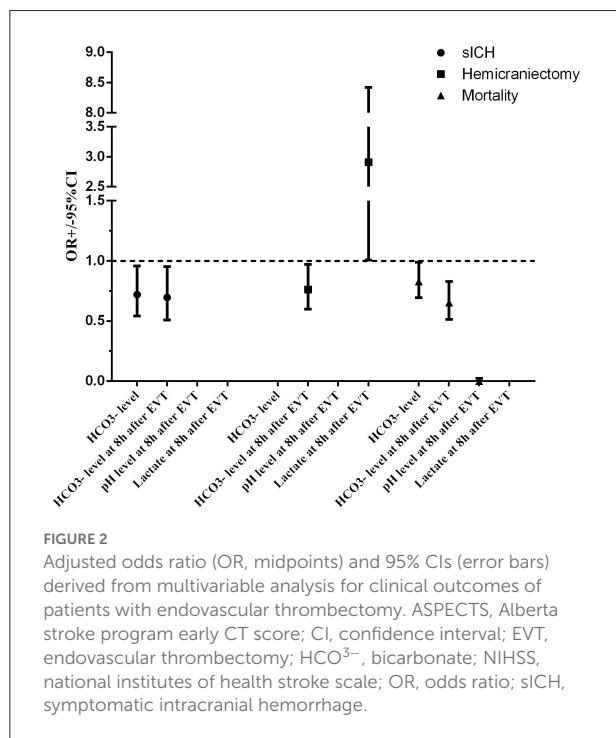 9.0
8.5
8.0
3.5
3.0
2.5
1.5
1.0
0.5
0.0
OR+/-95%CI
sICH
Hemicraniectomy
Mortality
HCO3- level
HCO3- level at 8h after EVT
pH level at 8h after EVT
Lactate at 8h after EVT
HCO3- level
HCO3- level at 8h after EVT
pH level at 8h after EVT
Lactate at 8h after EVT
HCO3- level
HCO3- level at 8h after EVT
pH level at 8h after EVT
Lactate at 8h after EVT
FIGURE 2
Adjusted odds ratio (OR, midpoints) and 95% CIs (error bars)
derived from multivariable analysis for clinical outcomes of
patients with endovascular thrombectomy. ASPECTS, Alberta
stroke program early CT score; CI, confidence interval; EVT,
endovascular thrombectomy; HCO³⁻, bicarbonate; NIHSS,
national institutes of health stroke scale; OR, odds ratio; sICH,
symptomatic intracranial hemorrhage.